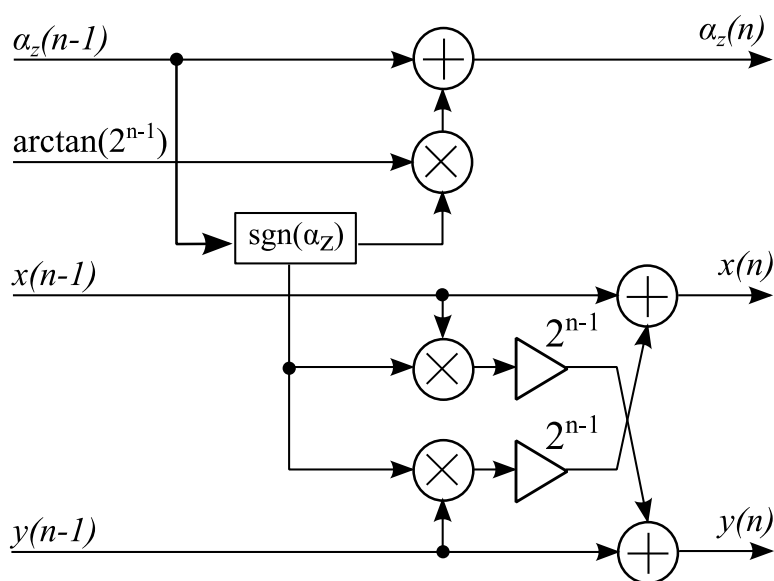 α_z(n-1)
α_z(n)
arctan(2^{n-1})
sgn(α_z)
x(n-1)
x(n)
2^{n-1}
2^{n-1}
y(n-1)
y(n)